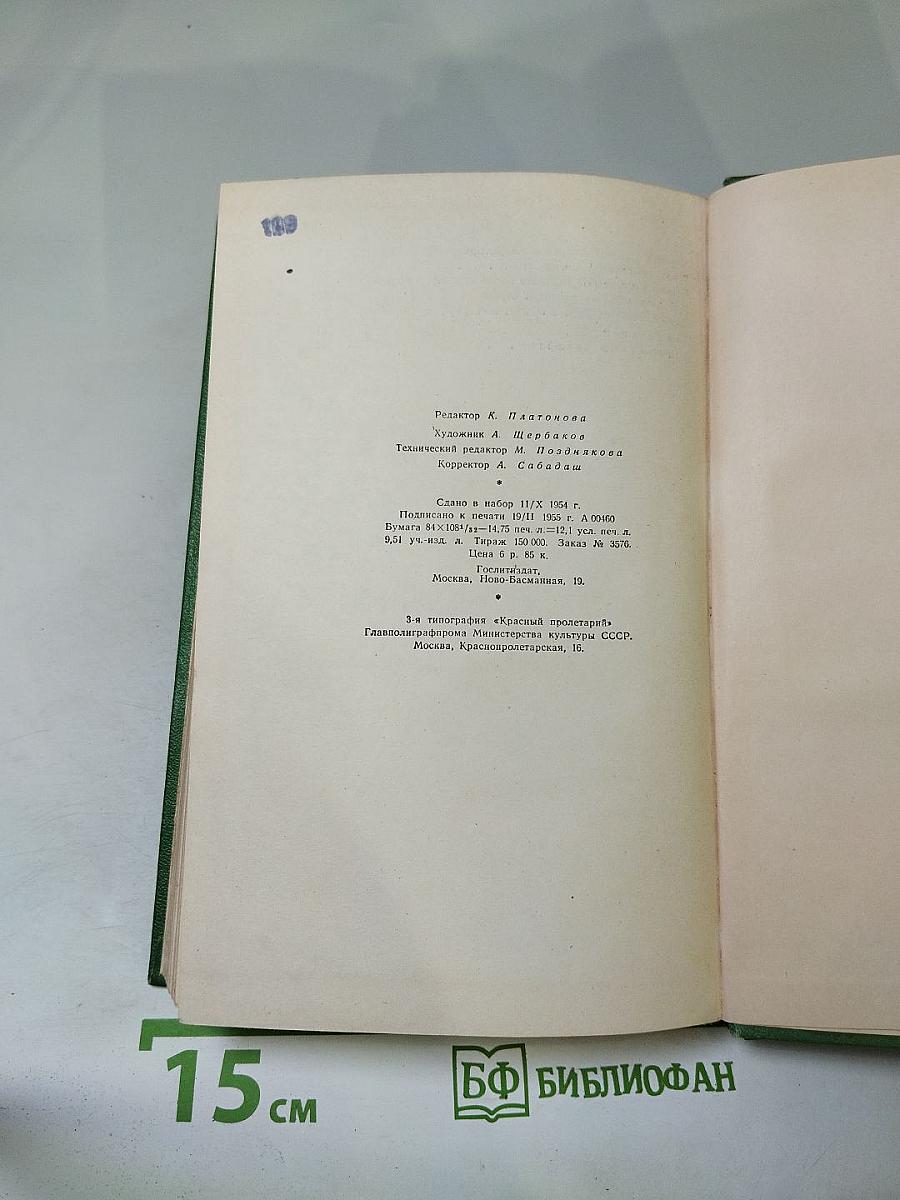 199
Редактор К. Платонова
Художник А. Щербаков
Технический редактор М. Позднякова
Корректор А. Сабадаш
*
Сдано в набор 11/X 1954 г.
Подписано к печати 19/II 1955 г. А 00460
Бумага 84×108¹/₃₂—14,75 печ. л.=12,1 усл. печ. л.
9,51 уч.-изд. л. Тираж 150 000. Заказ № 3576.
Цена 6 р. 85 к.
Гослитиздат,
Москва, Ново-Басманная, 19.
*
3-я типография «Красный пролетарий»
Главполиграфпрома Министерства культуры СССР.
Москва, Краснопролетарская, 16.
15 см
БФ БИБЛИОФАН